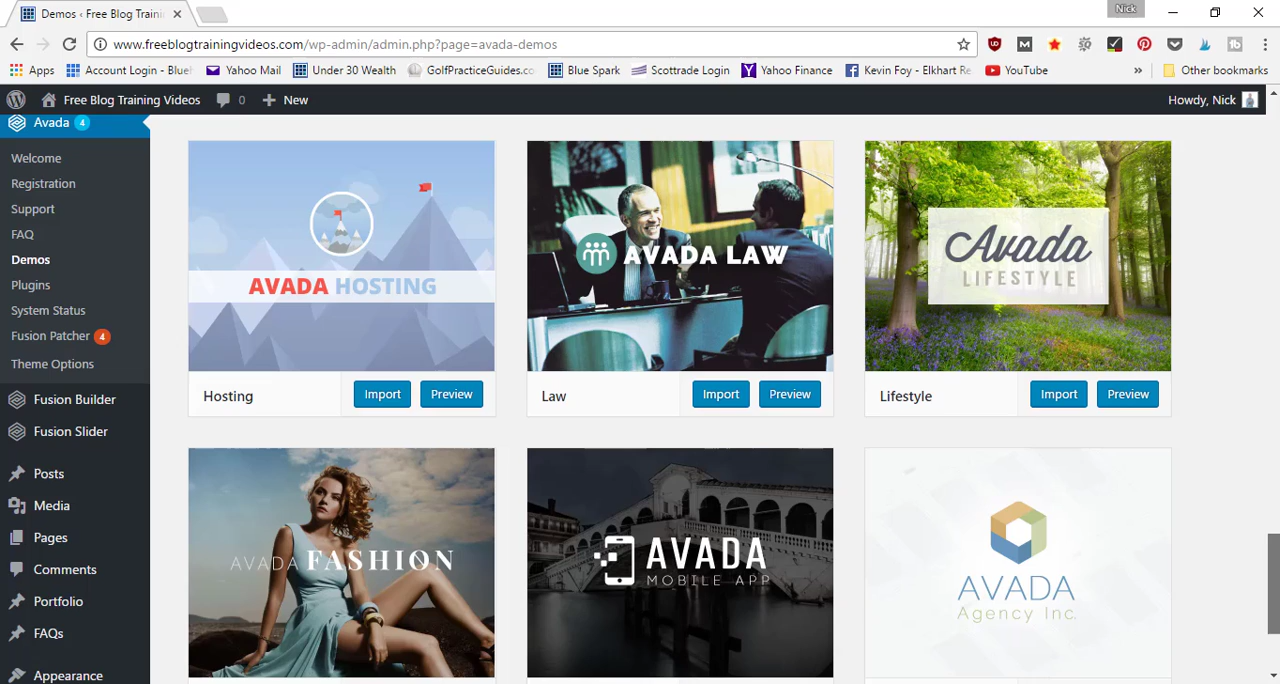 Demos ‹ Free Blog Traini
Nick
www.freeblogtrainingvideos.com/wp-admin/admin.php?page=avada-demos
Apps
Account Login - Blue
Yahoo Mail
Under 30 Wealth
GolfPracticeGuides.co
Blue Spark
Scottrade Login
Yahoo Finance
Kevin Foy - Elkhart Re
YouTube
»
Other bookmarks
Free Blog Training Videos
0
New
Howdy, Nick
Avada 4
Welcome
Registration
Support
FAQ
Demos
Plugins
System Status
Fusion Patcher 4
Theme Options
Fusion Builder
Fusion Slider
Posts
Media
Pages
Comments
Portfolio
FAQs
Appearance
AVADA HOSTING
Hosting
Import
Preview
AVADA LAW
Law
Import
Preview
Avada
LIFESTYLE
Lifestyle
Import
Preview
AVADA FASHION
AVADA
MOBILE APP
AVADA
Agency Inc.